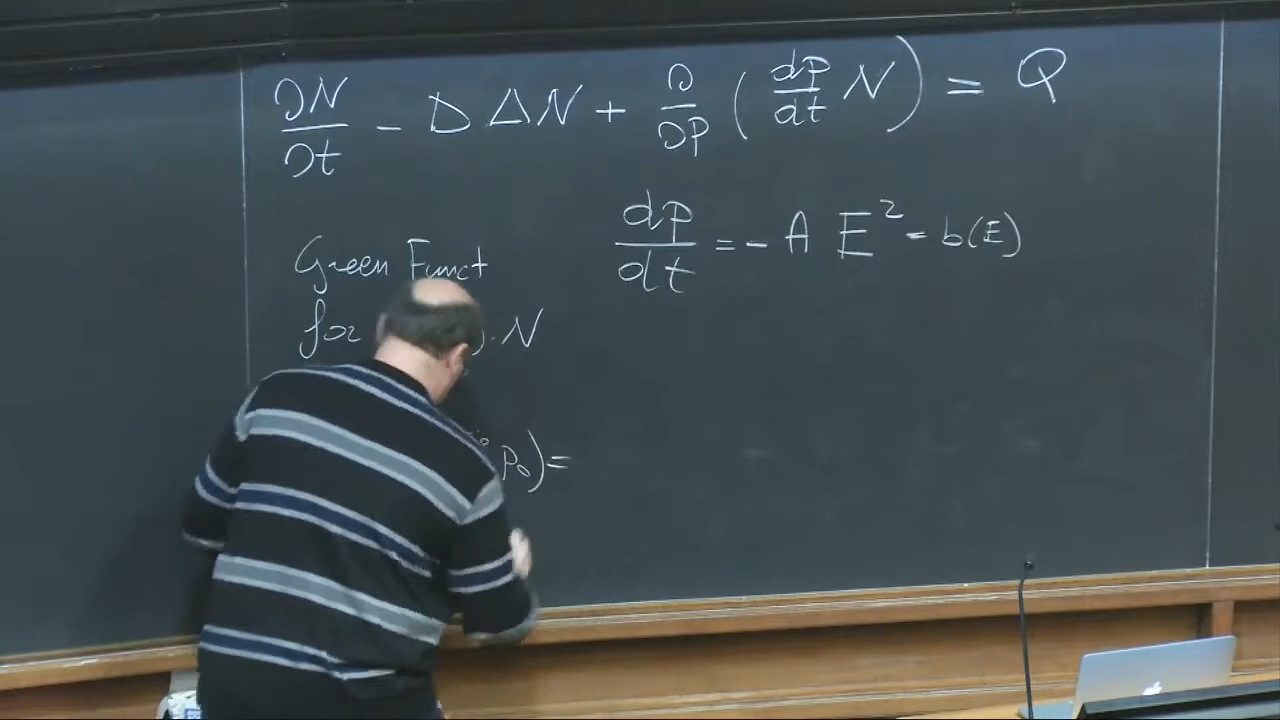 ∂N/∂t - D ΔN + ∂/∂p (dp/dt N) = Q
dp/dt = - A E² = b(E)
Green Funct
for N
p₀) =